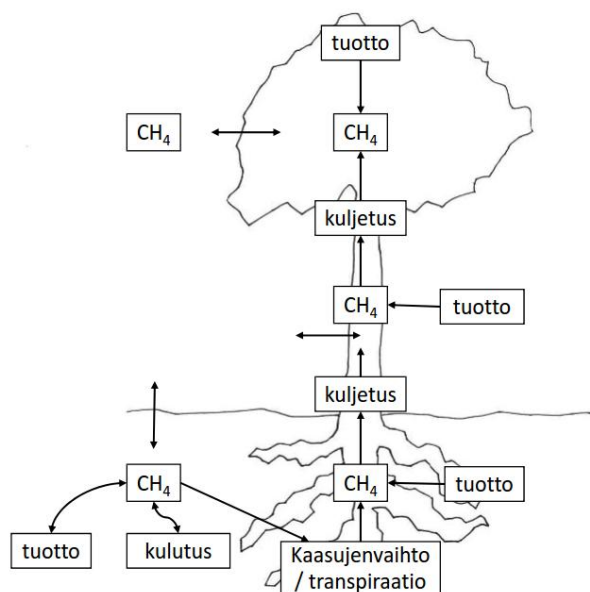 tuotto
CH₄
CH₄
kuljetus
CH₄
tuotto
kuljetus
CH₄
CH₄
tuotto
tuotto
kulutus
Kaasujenvaihto
/ transpiraatio